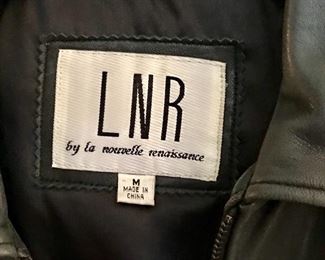 LNR
by la nouvelle renaissance
M
MADE IN
CHINA